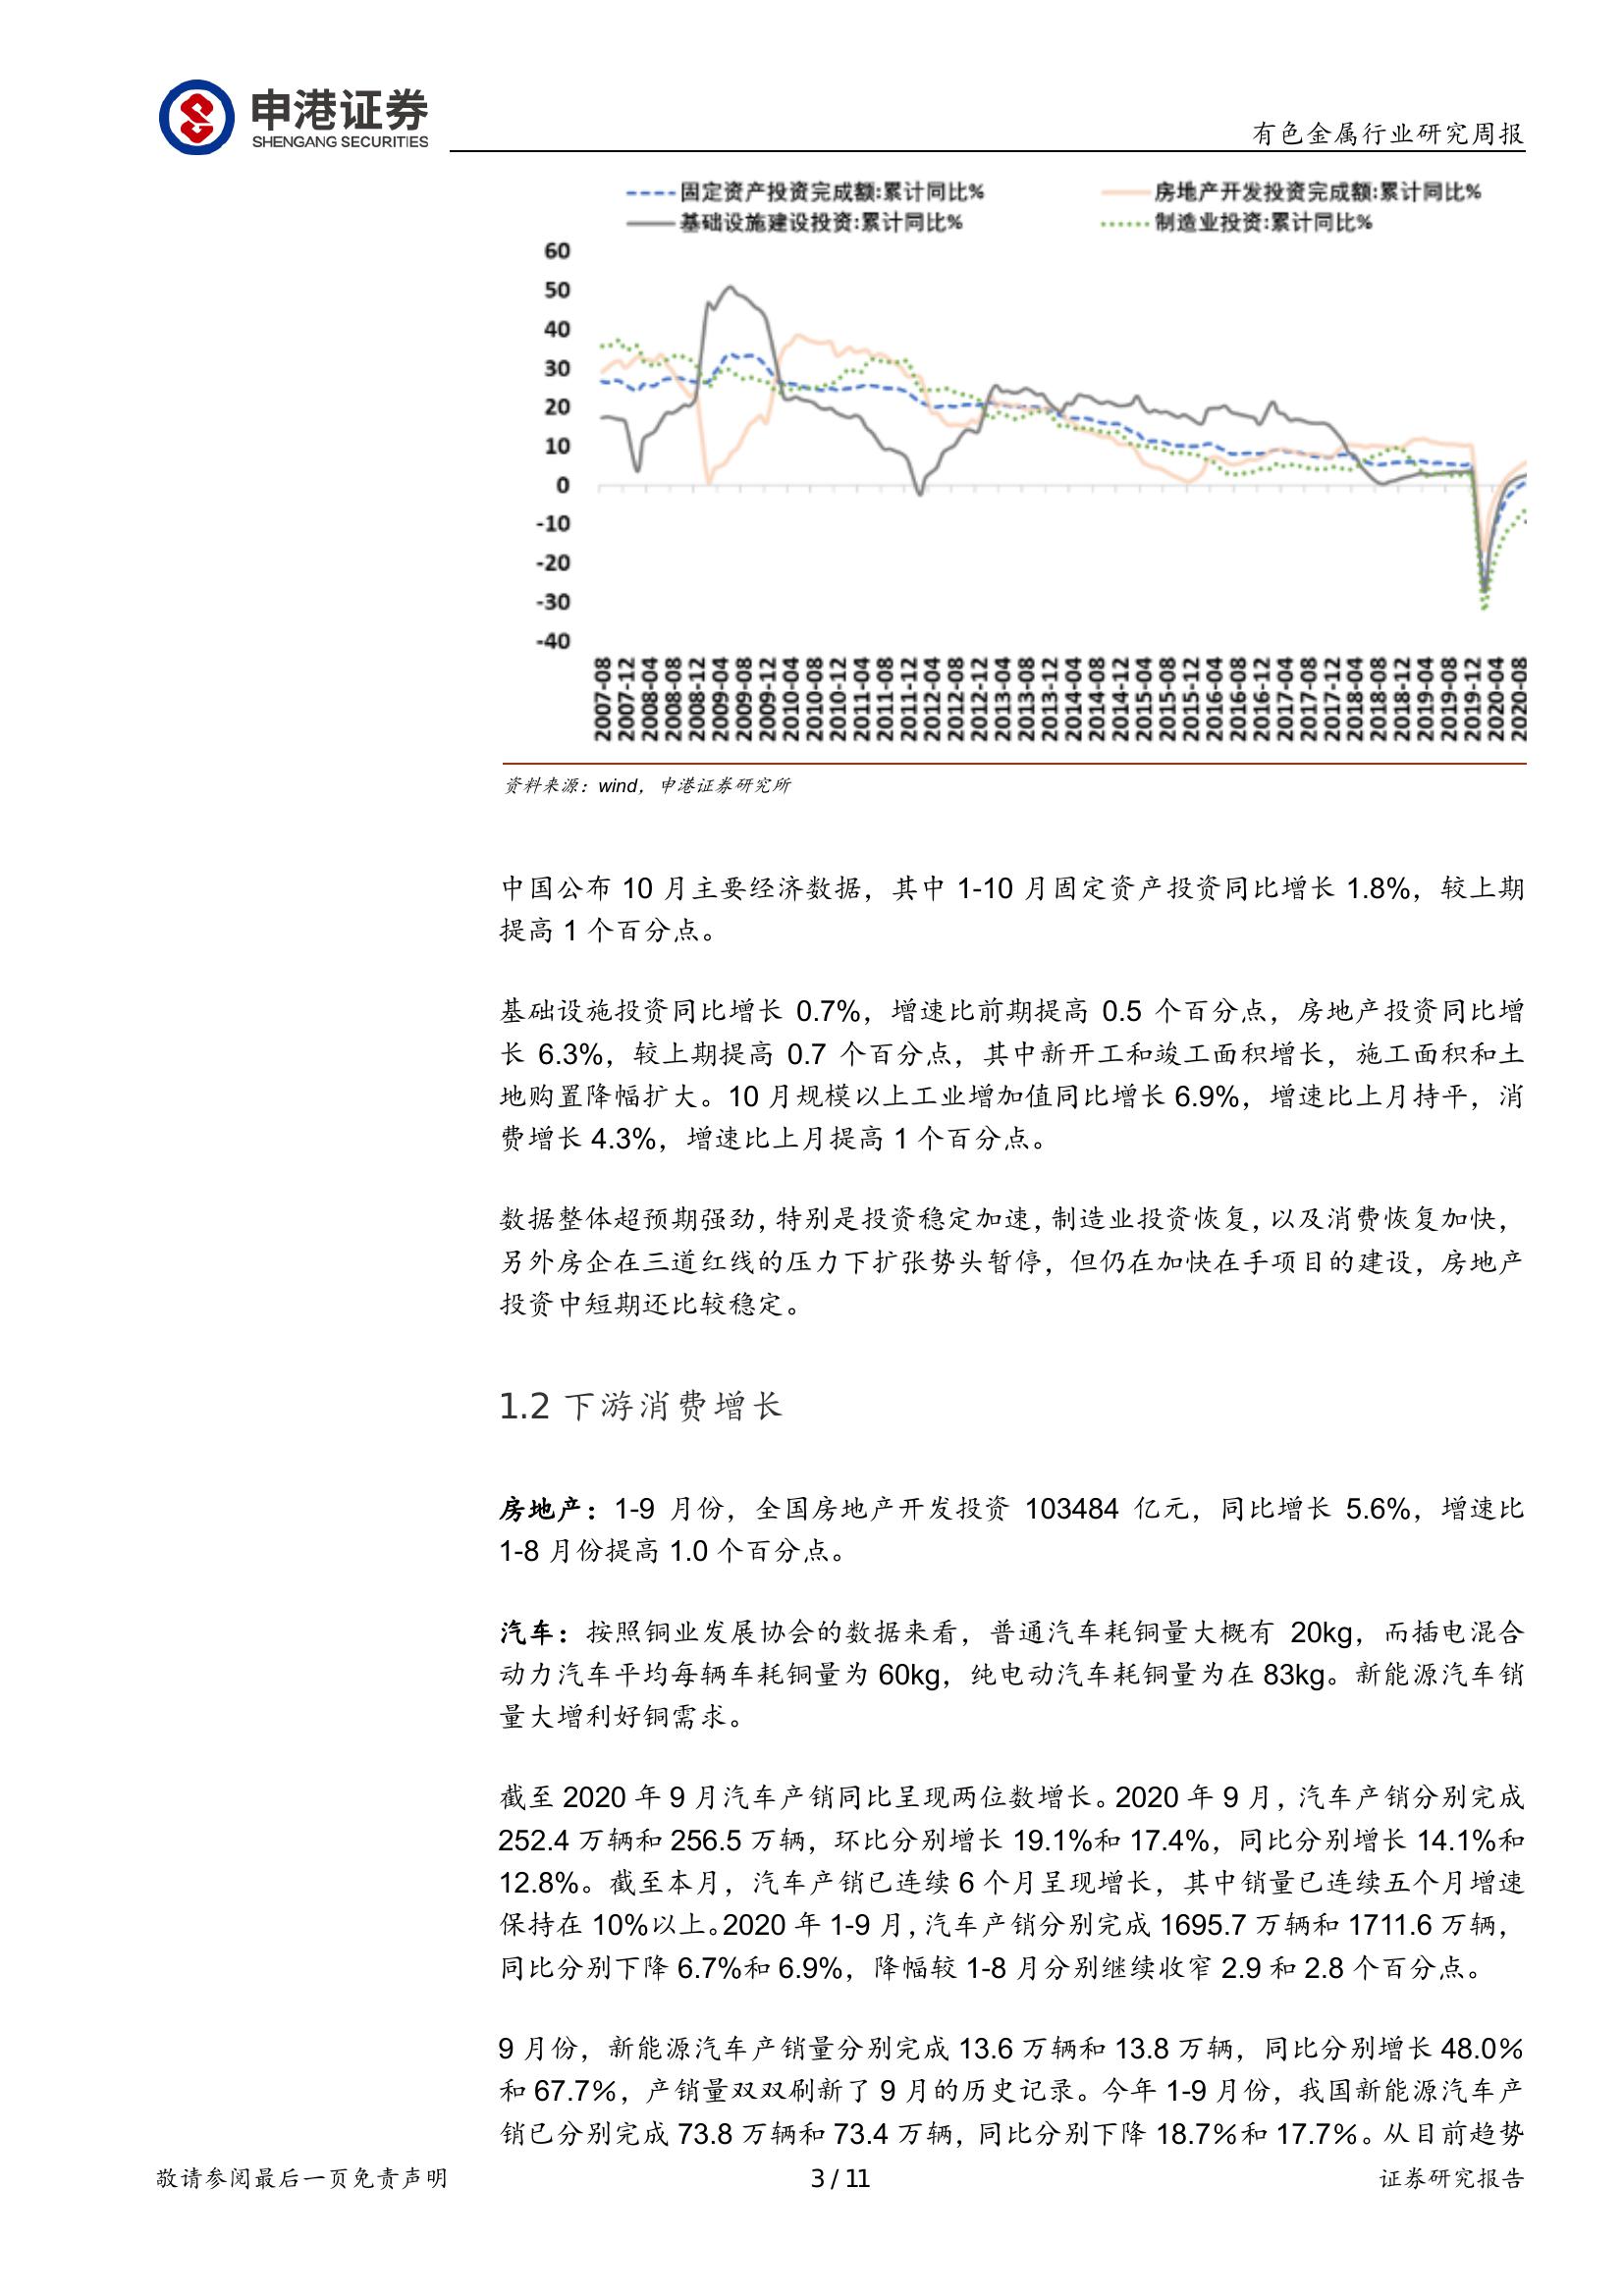 申港证券
SHENGANG SECURITIES
有色金属行业研究周报
固定资产投资完成额:累计同比%
房地产开发投资完成额:累计同比%
基础设施建设投资:累计同比%
制造业投资:累计同比%
60
50
40
30
20
10
0
-10
-20
-30
-40
2007-08
2007-12
2008-04
2008-08
2008-12
2009-04
2009-08
2009-12
2010-04
2010-08
2010-12
2011-04
2011-08
2011-12
2012-04
2012-08
2012-12
2013-04
2013-08
2013-12
2014-04
2014-08
2014-12
2015-04
2015-08
2015-12
2016-04
2016-08
2016-12
2017-04
2017-08
2017-12
2018-04
2018-08
2018-12
2019-04
2019-08
2019-12
2020-04
2020-08
资料来源：wind，申港证券研究所
中国公布 10 月主要经济数据，其中 1-10 月固定资产投资同比增长 1.8%，较上期
提高 1 个百分点。
基础设施投资同比增长 0.7%，增速比前期提高 0.5 个百分点，房地产投资同比增
长 6.3%，较上期提高 0.7 个百分点，其中新开工和竣工面积增长，施工面积和土
地购置降幅扩大。10 月规模以上工业增加值同比增长 6.9%，增速比上月持平，消
费增长 4.3%，增速比上月提高 1 个百分点。
数据整体超预期强劲，特别是投资稳定加速，制造业投资恢复，以及消费恢复加快，
另外房企在三道红线的压力下扩张势头暂停，但仍在加快在手项目的建设，房地产
投资中短期还比较稳定。
1.2 下游消费增长
房地产：1-9 月份，全国房地产开发投资 103484 亿元，同比增长 5.6%，增速比
1-8 月份提高 1.0 个百分点。
汽车：按照铜业发展协会的数据来看，普通汽车耗铜量大概有 20kg，而插电混合
动力汽车平均每辆车耗铜量为 60kg，纯电动汽车耗铜量为在 83kg。新能源汽车销
量大增利好铜需求。
截至 2020 年 9 月汽车产销同比呈现两位数增长。2020 年 9 月，汽车产销分别完成
252.4 万辆和 256.5 万辆，环比分别增长 19.1%和 17.4%，同比分别增长 14.1%和
12.8%。截至本月，汽车产销已连续 6 个月呈现增长，其中销量已连续五个月增速
保持在 10%以上。2020 年 1-9 月，汽车产销分别完成 1695.7 万辆和 1711.6 万辆，
同比分别下降 6.7%和 6.9%，降幅较 1-8 月分别继续收窄 2.9 和 2.8 个百分点。
9 月份，新能源汽车产销量分别完成 13.6 万辆和 13.8 万辆，同比分别增长 48.0%
和 67.7%，产销量双双刷新了 9 月的历史记录。今年 1-9 月份，我国新能源汽车产
销已分别完成 73.8 万辆和 73.4 万辆，同比分别下降 18.7%和 17.7%。从目前趋势
敬请参阅最后一页免责声明
3 / 11
证券研究报告